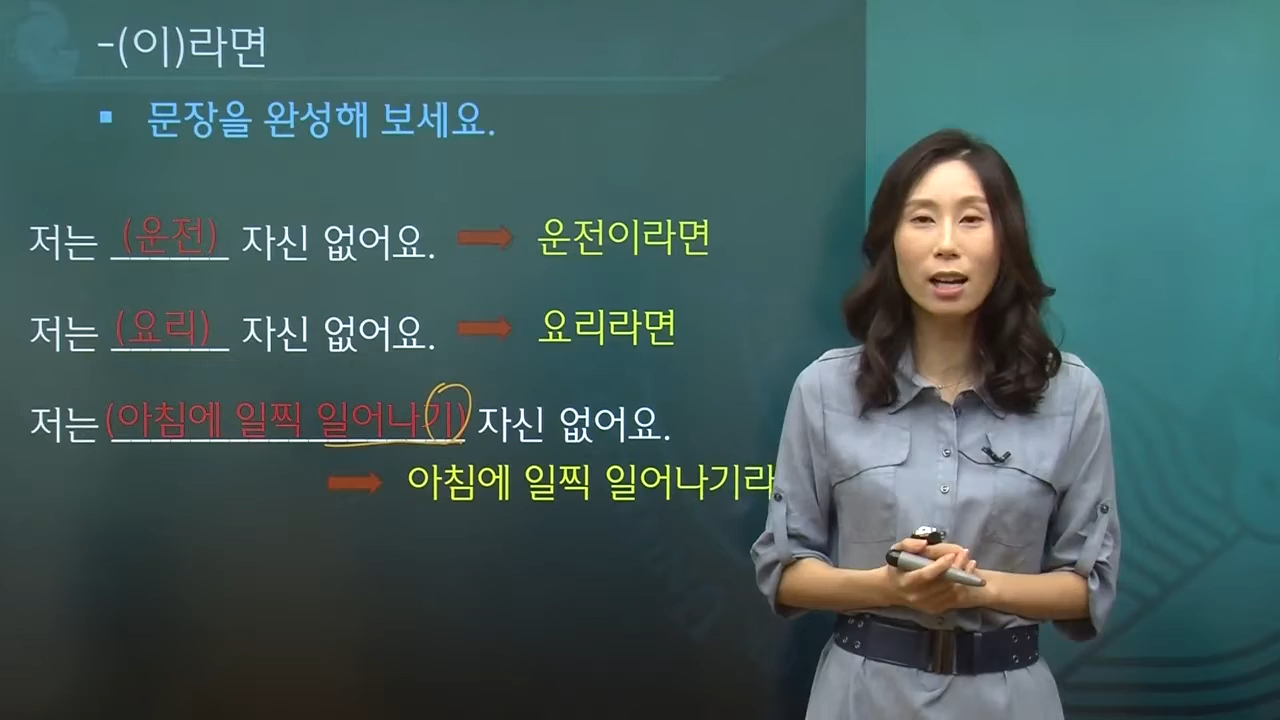 -(이)라면
▪ 문장을 완성해 보세요.
저는 (운전) 자신 없어요. ➡ 운전이라면
저는 (요리) 자신 없어요. ➡ 요리라면
저는 (아침에 일찍 일어나기) 자신 없어요.
➡ 아침에 일찍 일어나기라